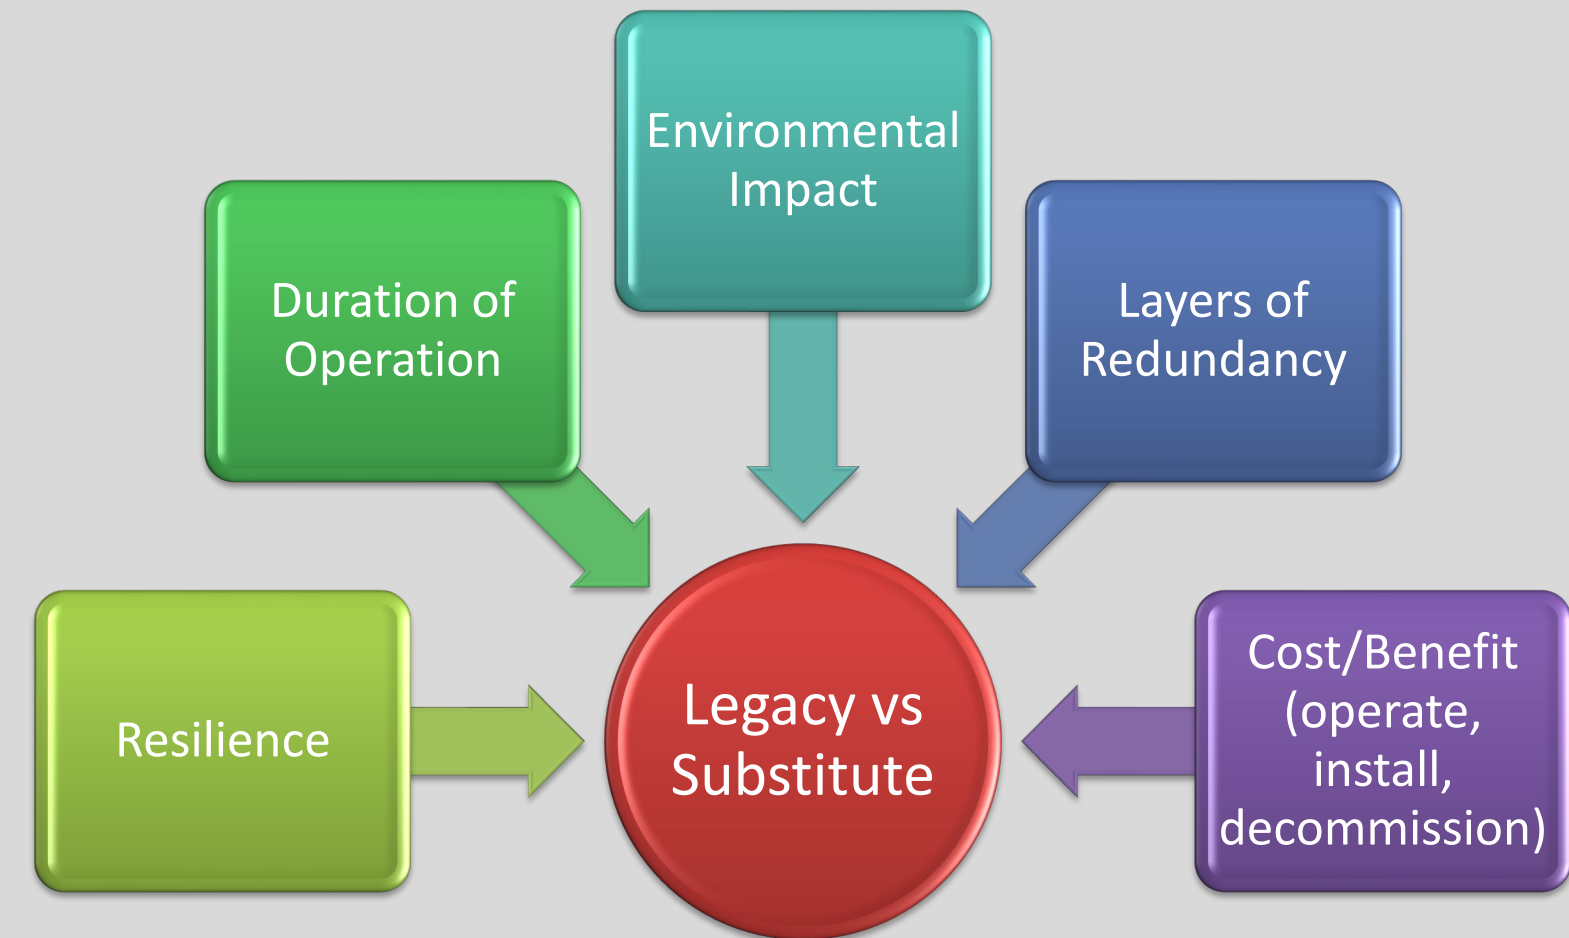 Environmental
Impact
Duration of
Operation
Layers of
Redundancy
Resilience
Legacy vs
Substitute
Cost/Benefit
(operate,
install,
decommission)